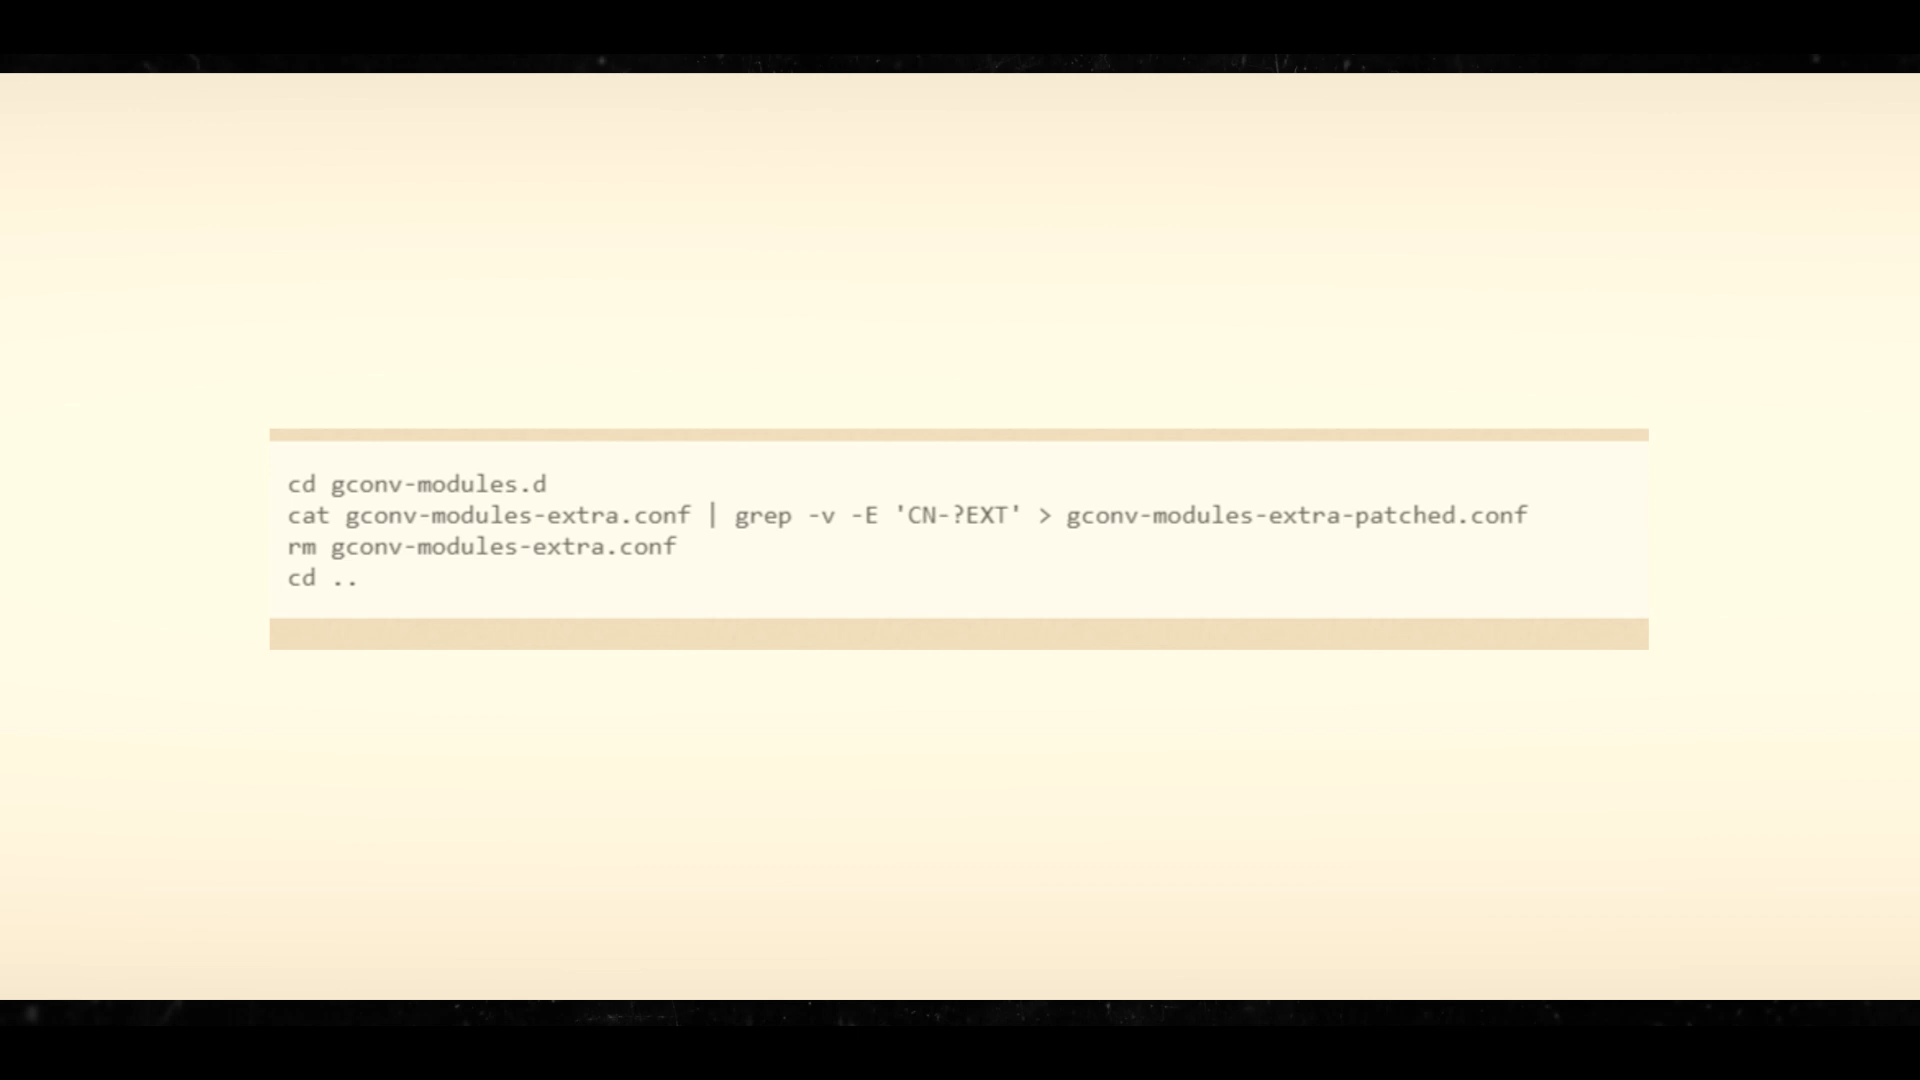 cd gconv-modules.d
cat gconv-modules-extra.conf | grep -v -E 'CN-?EXT' > gconv-modules-extra-patched.conf
rm gconv-modules-extra.conf
cd ..